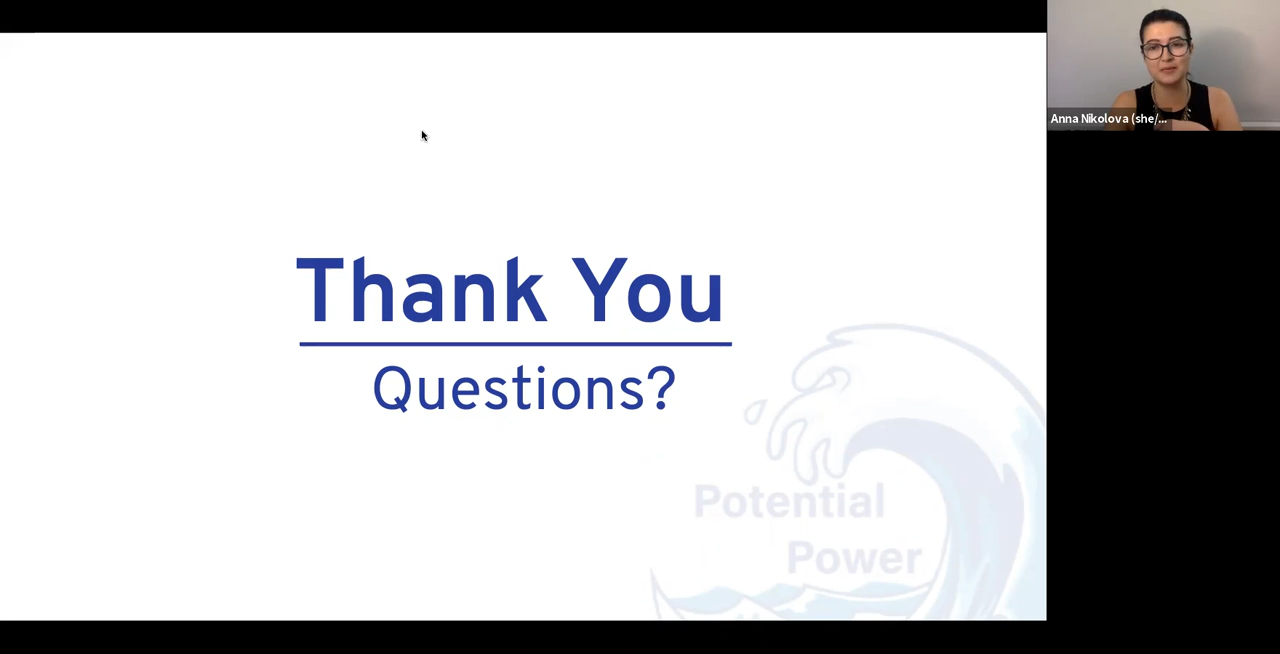 Anna Nikolova (she/...
Thank You
Questions?
Potential
Power